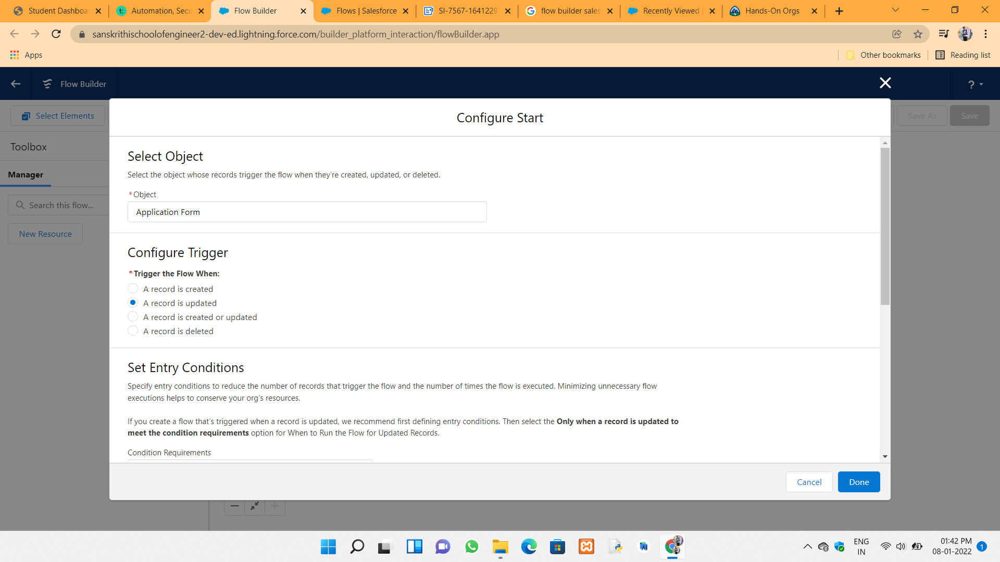 Student Dashboa
Automation, Secu
Flow Builder
Flows | Salesforce
SI-7567-1641229
flow builder sales
Recently Viewed |
Hands-On Orgs
sanskrithischoolofengineer2-dev-ed.lightning.force.com/builder_platform_interaction/flowBuilder.app
Apps
Other bookmarks
Reading list
Flow Builder
?
Select Elements
Save As
Save
Configure Start
Toolbox
Manager
Search this flow...
New Resource
Select Object
Select the object whose records trigger the flow when they're created, updated, or deleted.
*Object
Application Form
Configure Trigger
*Trigger the Flow When:
A record is created
A record is updated
A record is created or updated
A record is deleted
Set Entry Conditions
Specify entry conditions to reduce the number of records that trigger the flow and the number of times the flow is executed. Minimizing unnecessary flow
executions helps to conserve your org's resources.
If you create a flow that's triggered when a record is updated, we recommend first defining entry conditions. Then select the Only when a record is updated to
meet the condition requirements option for When to Run the Flow for Updated Records.
Condition Requirements
Cancel
Done
ENG
IN
01:42 PM
08-01-2022
1